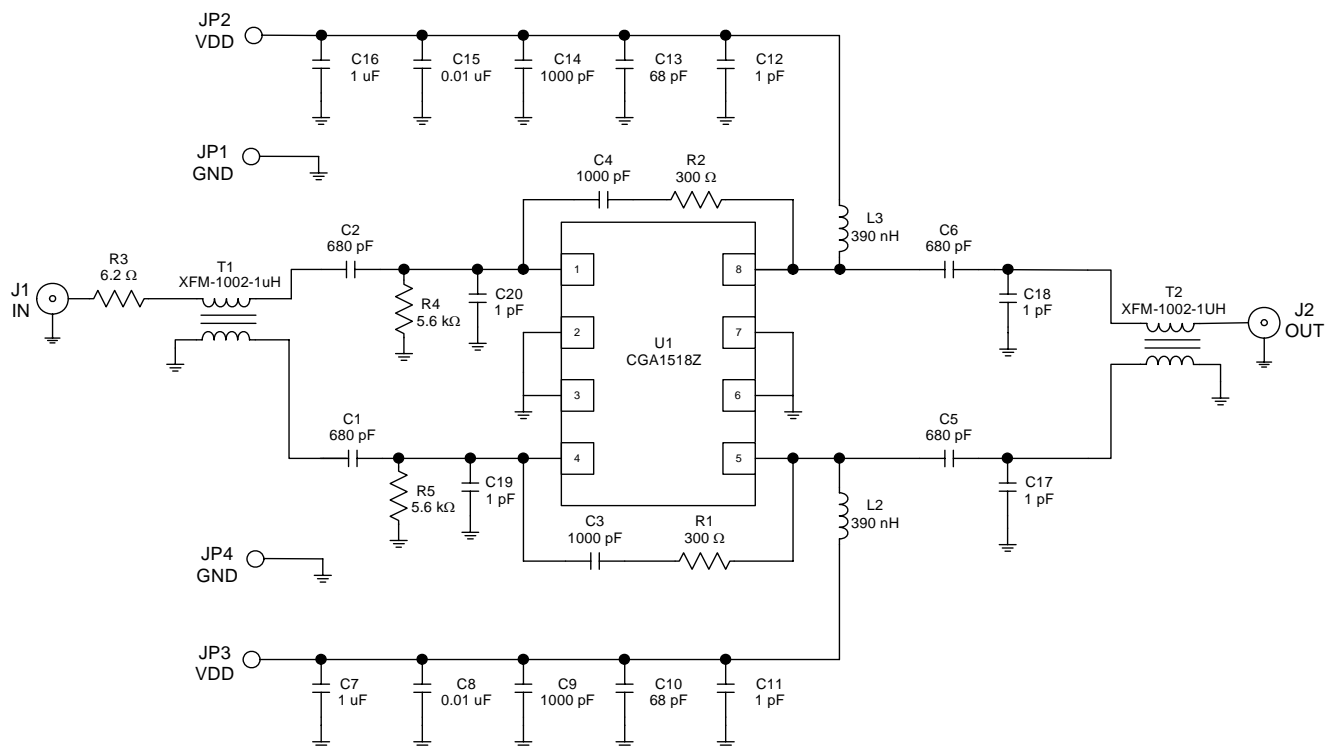 JP2
VDD
C16
1 uF
C15
0.01 uF
C14
1000 pF
C13
68 pF
C12
1 pF
JP1
GND
C4
1000 pF
R2
300 Ω
L3
390 nH
C2
680 pF
C6
680 pF
R3
6.2 Ω
T1
XFM-1002-1uH
J1
IN
R4
5.6 kΩ
C20
1 pF
1
8
C18
1 pF
T2
XFM-1002-1UH
J2
OUT
2
7
U1
CGA1518Z
3
6
C1
680 pF
C5
680 pF
4
5
R5
5.6 kΩ
C19
1 pF
C17
1 pF
L2
390 nH
C3
1000 pF
R1
300 Ω
JP4
GND
JP3
VDD
C7
1 uF
C8
0.01 uF
C9
1000 pF
C10
68 pF
C11
1 pF